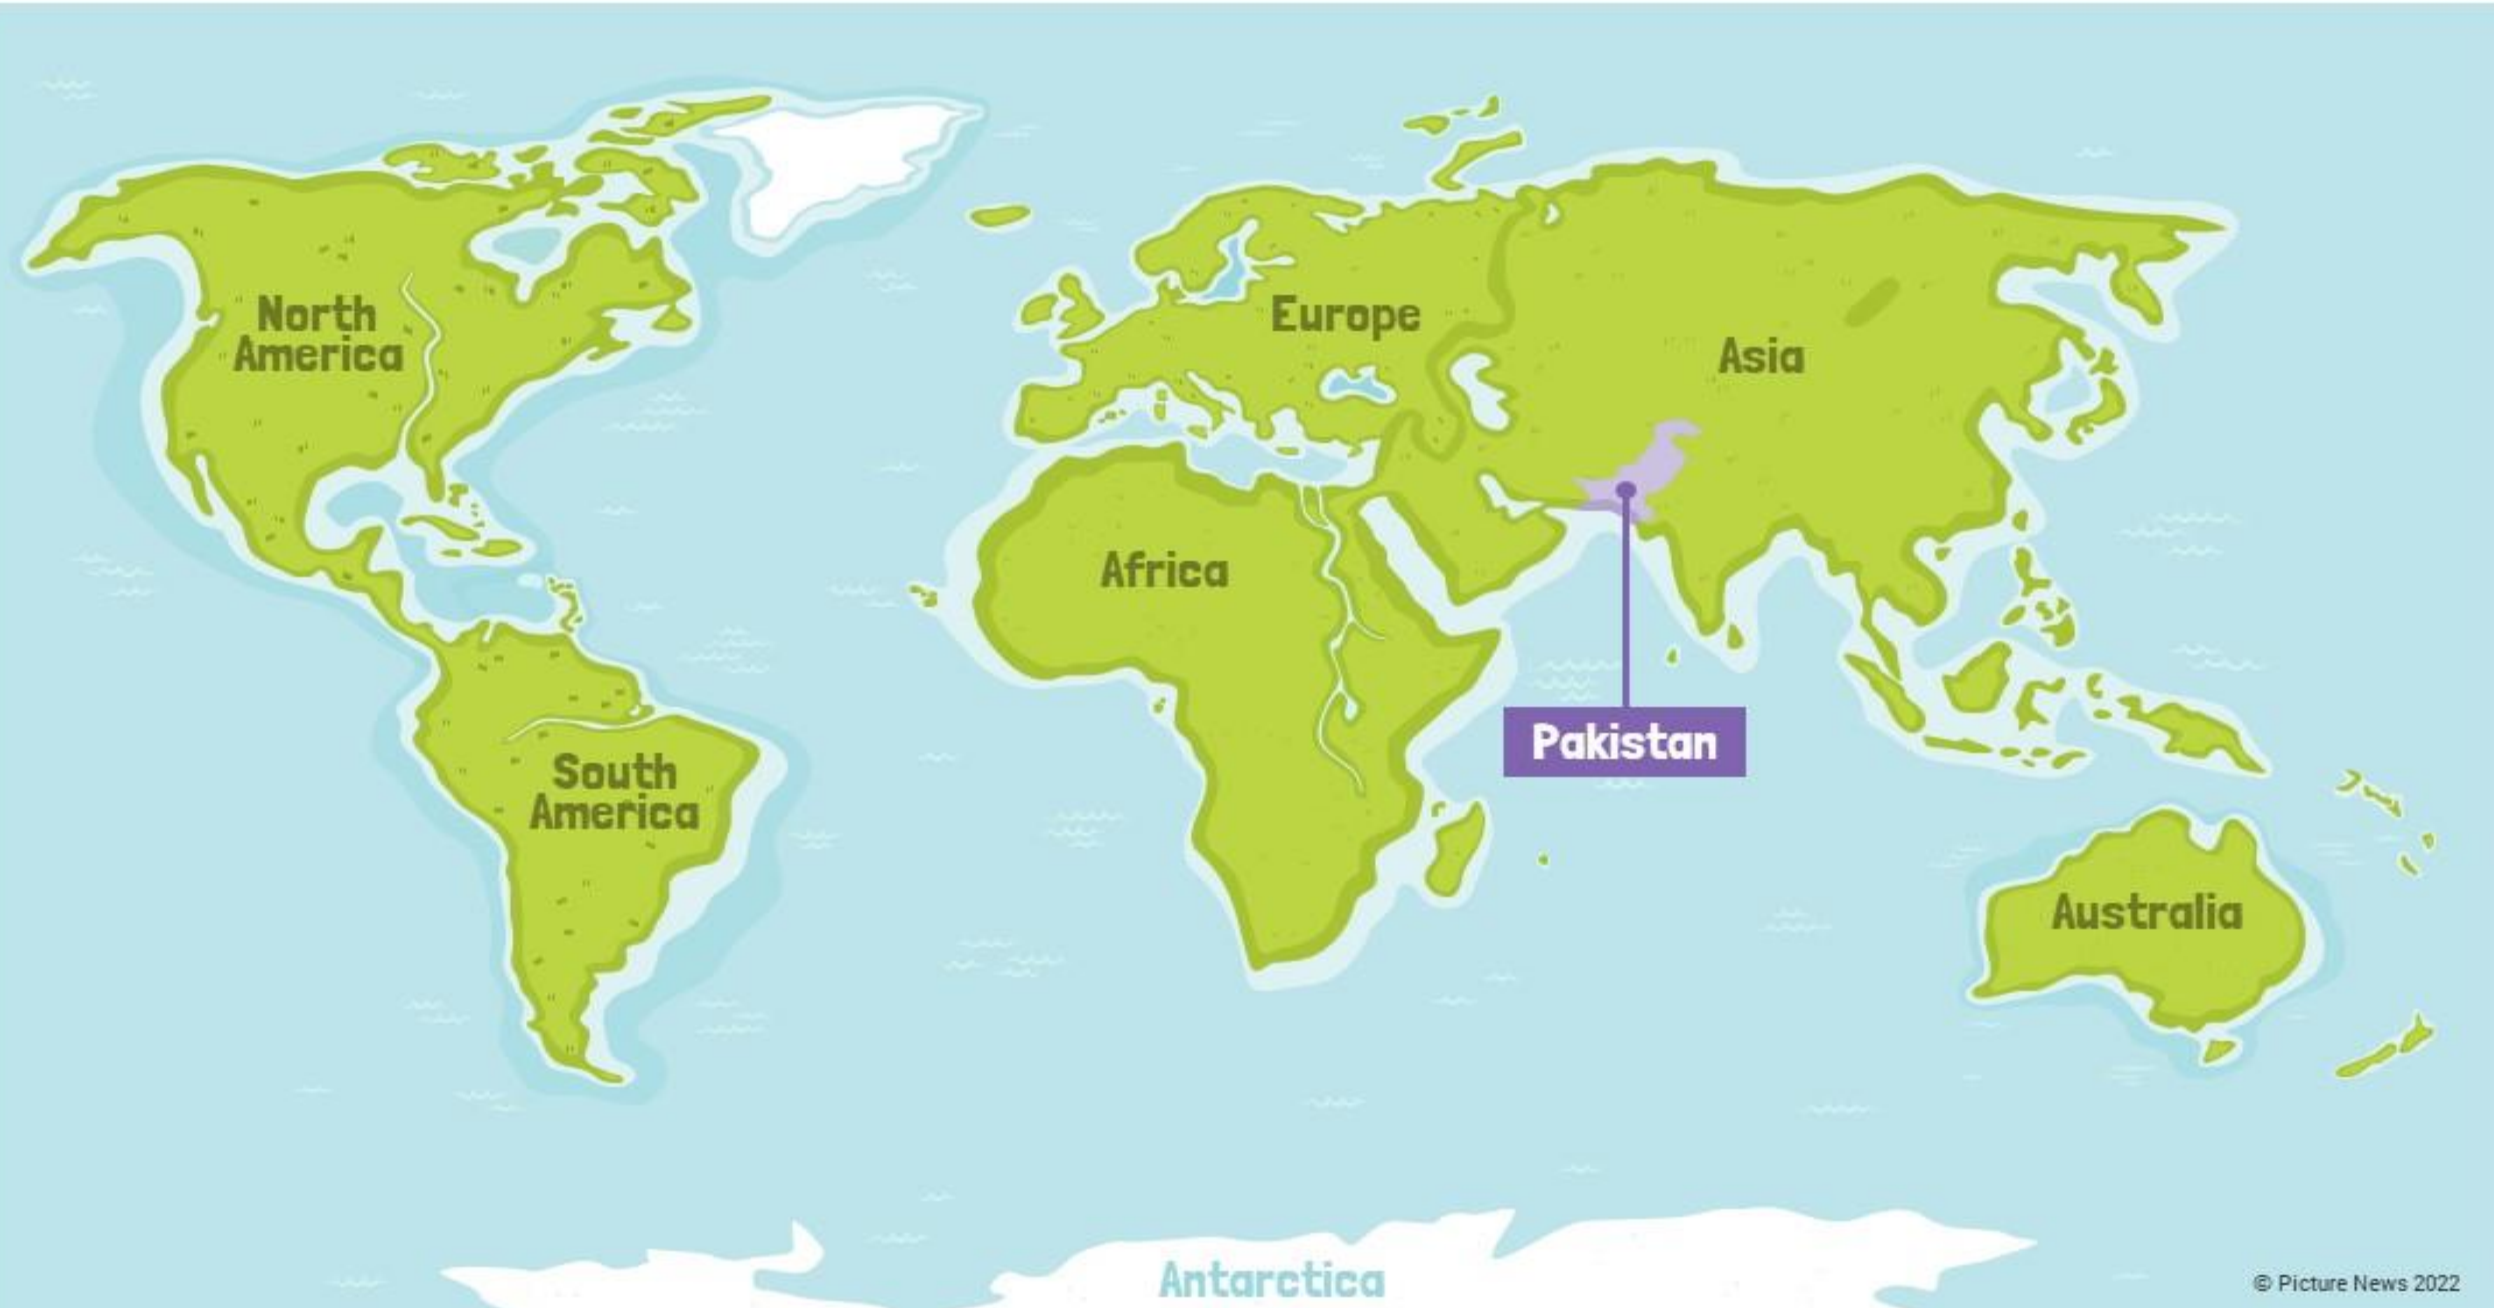 North
America
Europe
Asia
Africa
Pakistan
South
America
Australia
Antarctica
© Picture News 2022